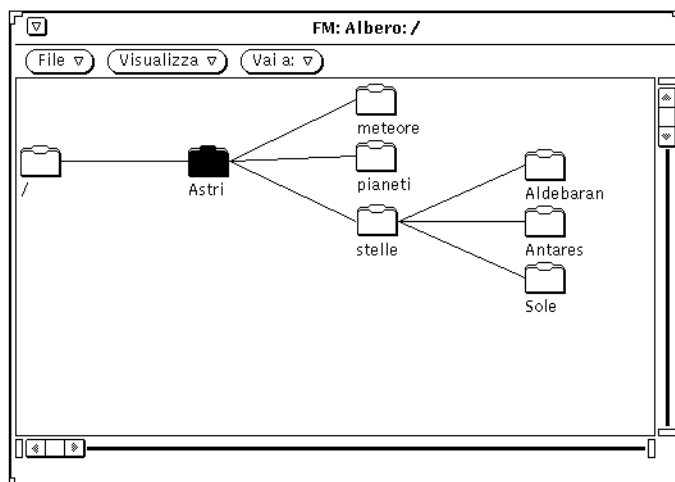 FM: Albero: /
File Visualizza Vai a:
meteore
/ Astri pianeti Aldebaran
stelle Antares
Sole